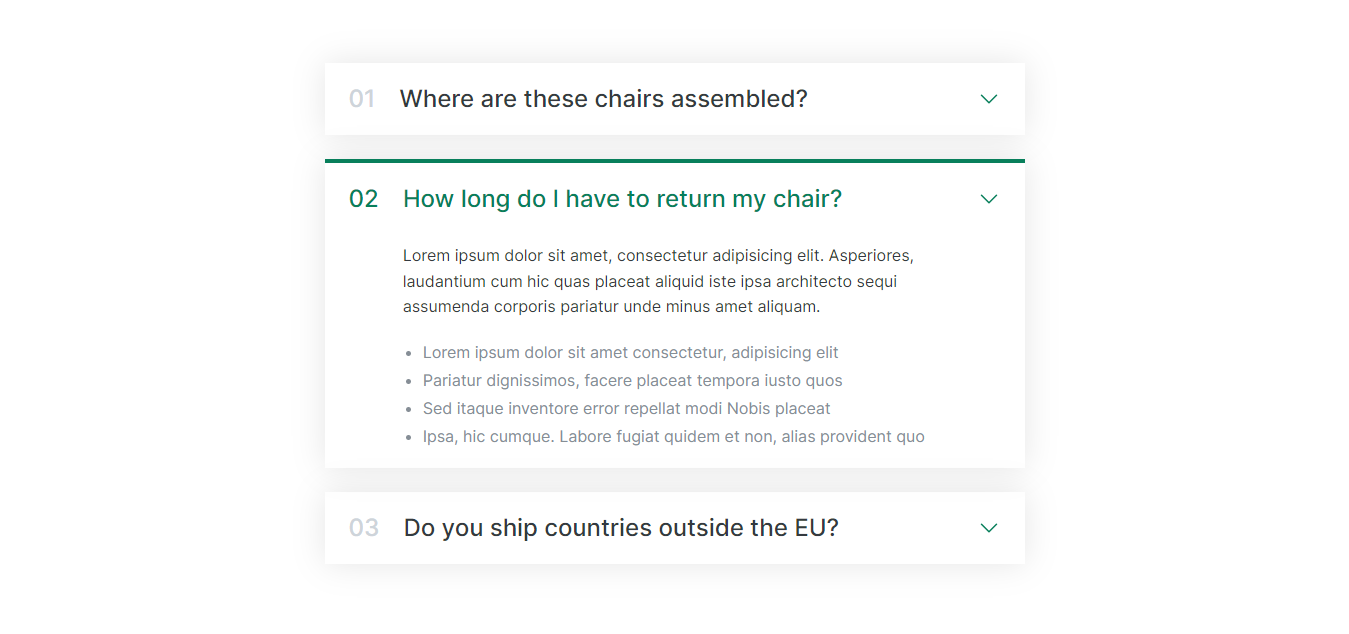 01 Where are these chairs assembled?
02 How long do I have to return my chair?
Lorem ipsum dolor sit amet, consectetur adipisicing elit. Asperiores,
laudantium cum hic quas placeat aliquid iste ipsa architecto sequi
assumenda corporis pariatur unde minus amet aliquam.
• Lorem ipsum dolor sit amet consectetur, adipisicing elit
• Pariatur dignissimos, facere placeat tempora iusto quos
• Sed itaque inventore error repellat modi Nobis placeat
• Ipsa, hic cumque. Labore fugiat quidem et non, alias provident quo
03 Do you ship countries outside the EU?